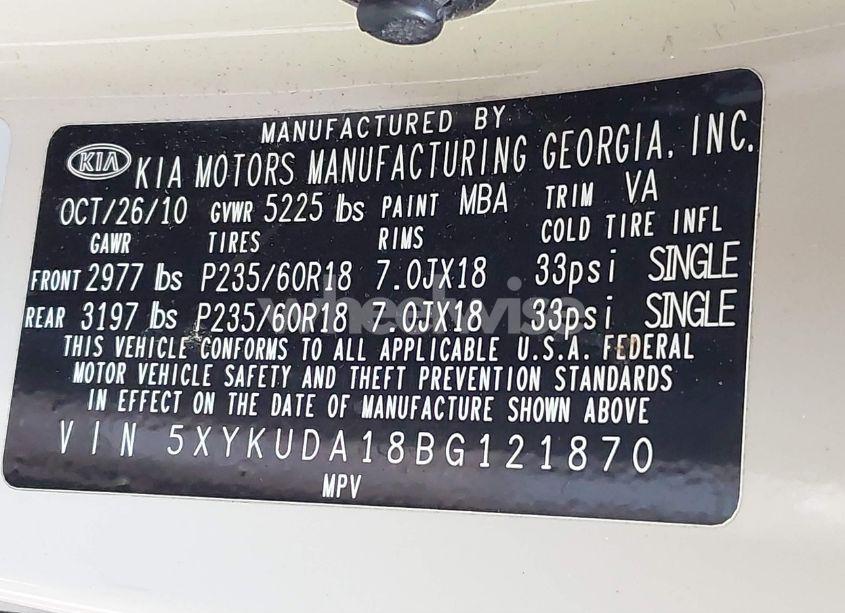 MANUFACTURED BY
KIA KIA MOTORS MANUFACTURING GEORGIA, INC.
OCT/26/10 GVWR 5225 lbs PAINT MBA TRIM VA
GAWR TIRES RIMS COLD TIRE INFL
FRONT 2977 lbs P235/60R18 7.0JX18 33psi SINGLE
REAR 3197 lbs P235/60R18 7.0JX18 33psi SINGLE
wheelwise
THIS VEHICLE CONFORMS TO ALL APPLICABLE U.S.A. FEDERAL
MOTOR VEHICLE SAFETY AND THEFT PREVENTION STANDARDS
IN EFFECT ON THE DATE OF MANUFACTURE SHOWN ABOVE
VIN 5XYKUDA18BG121870
MPV